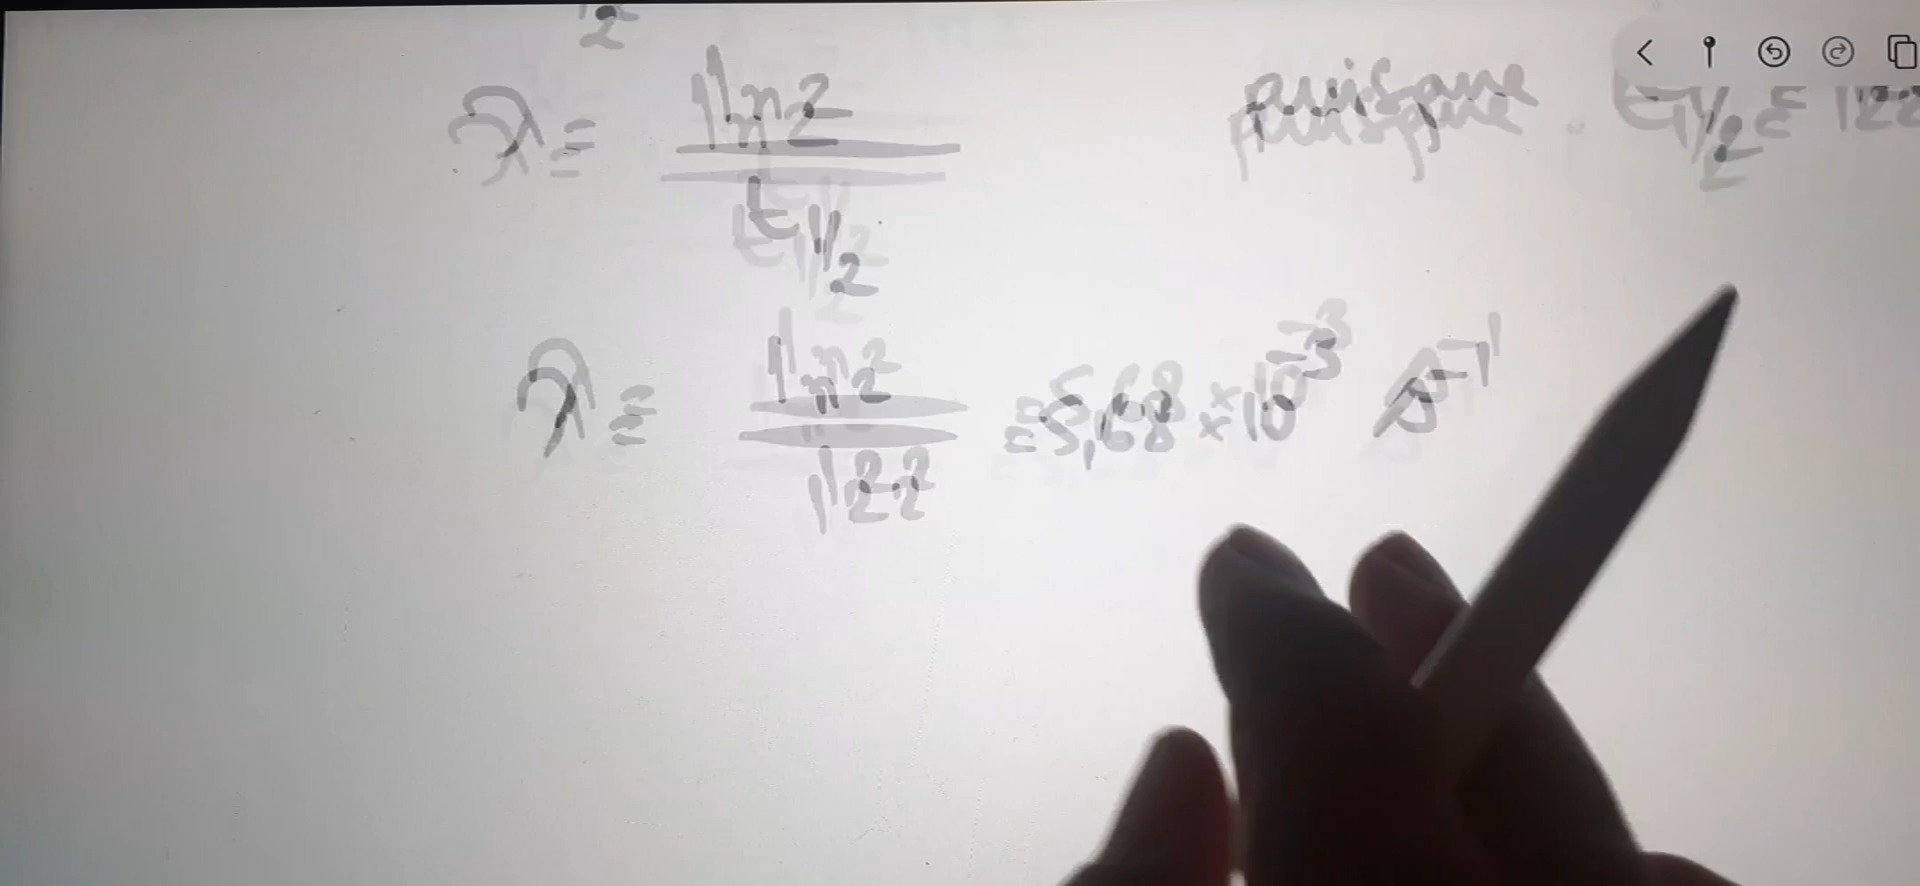 λ = ln2 / t1/2 puisque t1/2 = 122
λ = ln2 / 122 = 5,68 × 10⁻³ s⁻¹